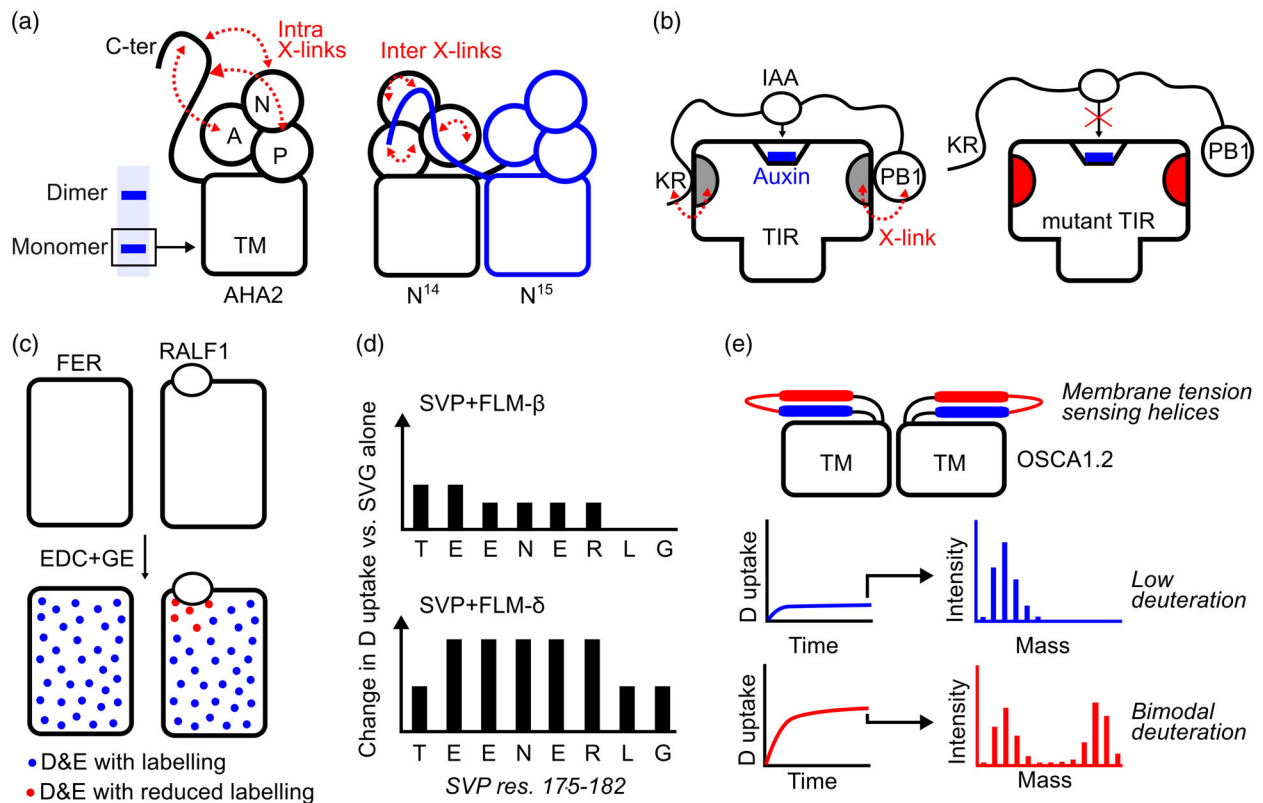 (a)
C-ter
Intra
X-links
N
A
P
Dimer
Monomer
TM
AHA2
Inter X-links
N14
N15
(b)
IAA
KR
Auxin
PB1
TIR
X-link
KR
PB1
mutant TIR
(c)
FER
RALF1
EDC+GE
D&E with labelling
D&E with reduced labelling
(d)
Change in D uptake vs. SVG alone
SVP+FLM-β
T E E N E R L G
SVP+FLM-δ
T E E N E R L G
SVP res. 175-182
(e)
Membrane tension
sensing helices
TM
TM
OSCA1.2
D uptake
Time
Intensity
Mass
Low
deuteration
D uptake
Time
Intensity
Mass
Bimodal
deuteration